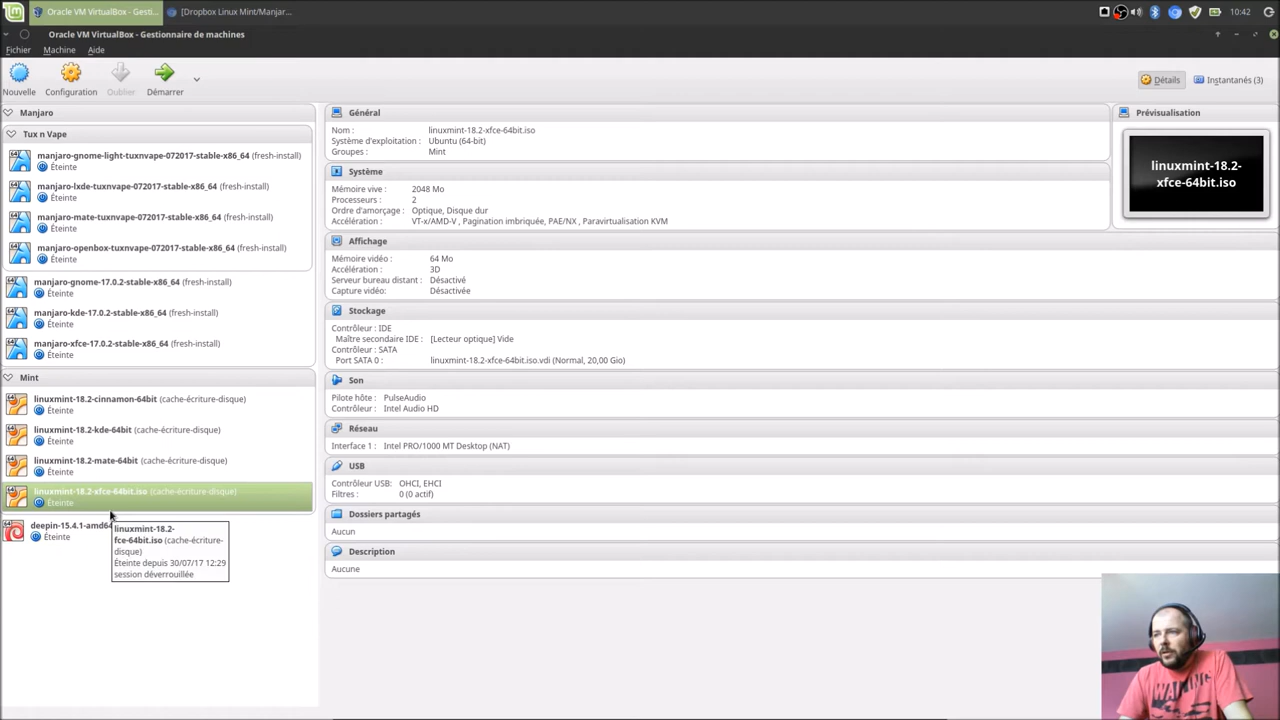 Oracle VM VirtualBox - Gesti...
[Dropbox Linux Mint/Manjar...
10:42
Oracle VM VirtualBox - Gestionnaire de machines
Fichier Machine Aide
Nouvelle Configuration Oublier Démarrer
Détails Instantanés (3)
Manjaro
Tux n Vape
manjaro-gnome-light-tuxnvape-072017-stable-x86_64 (fresh-install)
Éteinte
manjaro-lxde-tuxnvape-072017-stable-x86_64 (fresh-install)
Éteinte
manjaro-mate-tuxnvape-072017-stable-x86_64 (fresh-install)
Éteinte
manjaro-openbox-tuxnvape-072017-stable-x86_64 (fresh-install)
Éteinte
manjaro-gnome-17.0.2-stable-x86_64 (fresh-install)
Éteinte
manjaro-kde-17.0.2-stable-x86_64 (fresh-install)
Éteinte
manjaro-xfce-17.0.2-stable-x86_64 (fresh-install)
Éteinte
Mint
linuxmint-18.2-cinnamon-64bit (cache-écriture-disque)
Éteinte
linuxmint-18.2-kde-64bit (cache-écriture-disque)
Éteinte
linuxmint-18.2-mate-64bit (cache-écriture-disque)
Éteinte
linuxmint-18.2-xfce-64bit.iso (cache-écriture-disque)
Éteinte
deepin-15.4.1-amd64
Éteinte
linuxmint-18.2-
fce-64bit.iso (cache-écriture-
disque)
Éteinte depuis 30/07/17 12:29
session déverrouillée
Général
Nom : linuxmint-18.2-xfce-64bit.iso
Système d'exploitation : Ubuntu (64-bit)
Groupes : Mint
Système
Mémoire vive : 2048 Mo
Processeurs : 2
Ordre d'amorçage : Optique, Disque dur
Accélération : VT-x/AMD-V , Pagination imbriquée, PAE/NX , Paravirtualisation KVM
Affichage
Mémoire vidéo : 64 Mo
Accélération : 3D
Serveur bureau distant : Désactivé
Capture vidéo: Désactivée
Stockage
Contrôleur : IDE
Maître secondaire IDE : [Lecteur optique] Vide
Contrôleur : SATA
Port SATA 0 : linuxmint-18.2-xfce-64bit.iso.vdi (Normal, 20,00 Gio)
Son
Pilote hôte : PulseAudio
Contrôleur : Intel Audio HD
Réseau
Interface 1 : Intel PRO/1000 MT Desktop (NAT)
USB
Contrôleur USB: OHCI, EHCI
Filtres : 0 (0 actif)
Dossiers partagés
Aucun
Description
Aucune
Prévisualisation
linuxmint-18.2-
xfce-64bit.iso